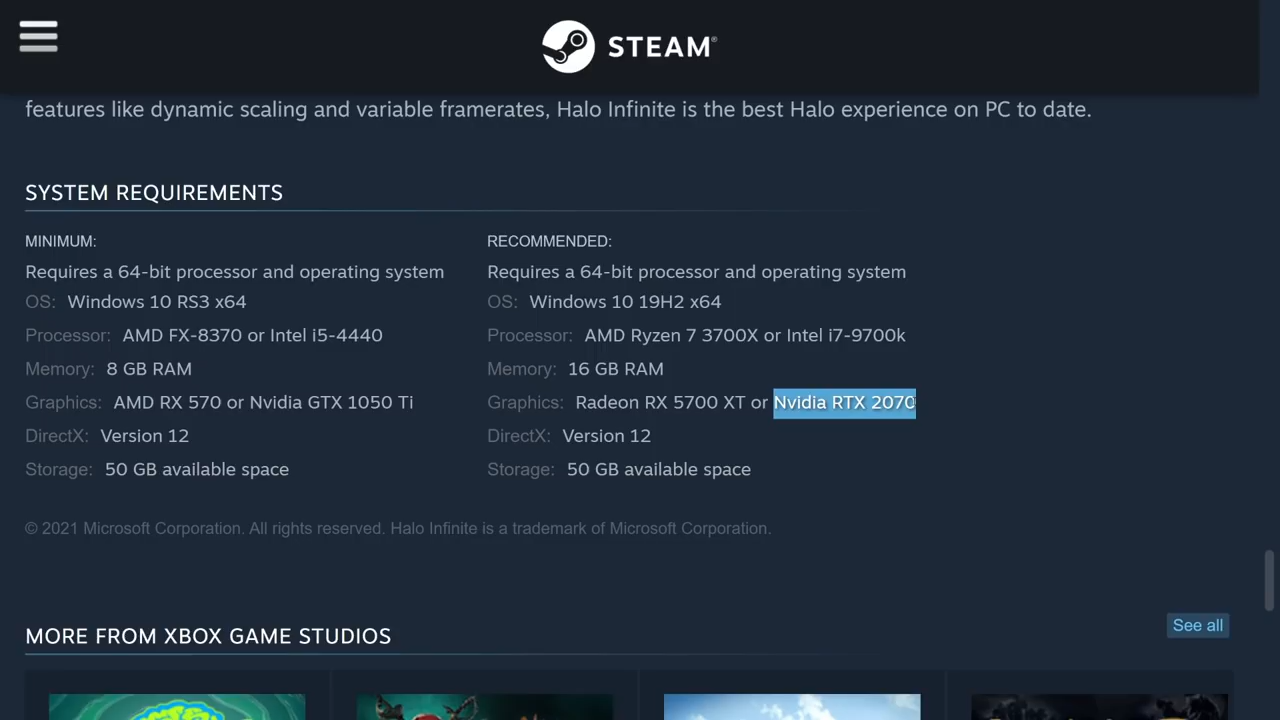 STEAM®
features like dynamic scaling and variable framerates, Halo Infinite is the best Halo experience on PC to date.
SYSTEM REQUIREMENTS
MINIMUM:
Requires a 64-bit processor and operating system
OS: Windows 10 RS3 x64
Processor: AMD FX-8370 or Intel i5-4440
Memory: 8 GB RAM
Graphics: AMD RX 570 or Nvidia GTX 1050 Ti
DirectX: Version 12
Storage: 50 GB available space
RECOMMENDED:
Requires a 64-bit processor and operating system
OS: Windows 10 19H2 x64
Processor: AMD Ryzen 7 3700X or Intel i7-9700k
Memory: 16 GB RAM
Graphics: Radeon RX 5700 XT or Nvidia RTX 2070
DirectX: Version 12
Storage: 50 GB available space
© 2021 Microsoft Corporation. All rights reserved. Halo Infinite is a trademark of Microsoft Corporation.
MORE FROM XBOX GAME STUDIOS
See all